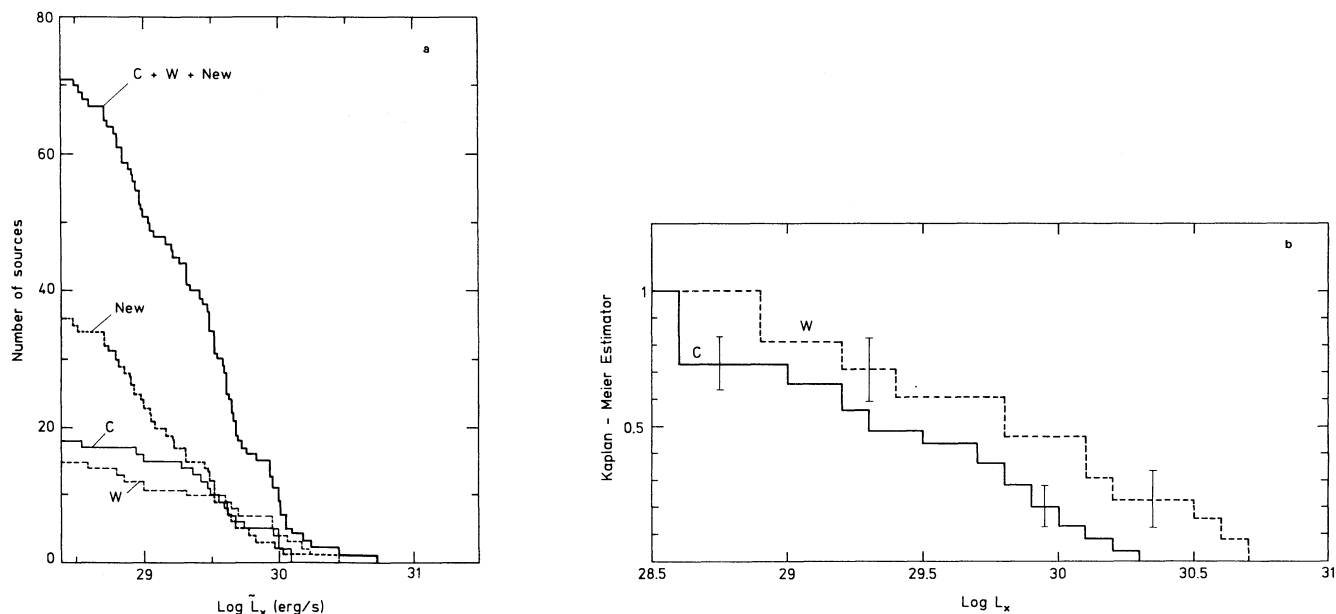 80
60
40
20
0
Number of sources
a
C + W + New
New
C
W
29
30
31
Log L̃x (erg/s)
b
1
0.5
Kaplan - Meier Estimator
W
C
28.5
29
29.5
30
30.5
31
Log Lx